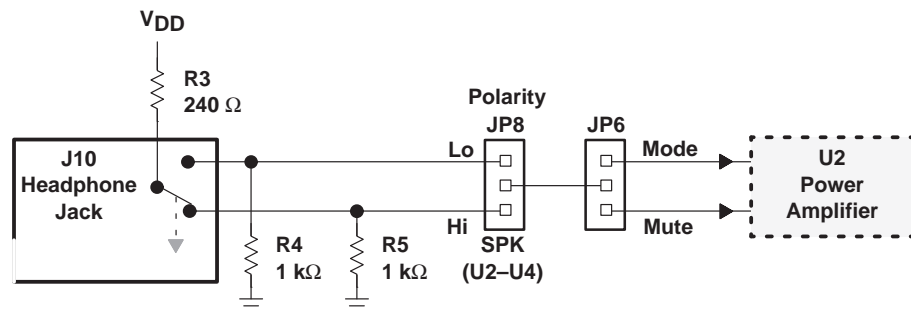 VDD
R3
240 Ω
J10
Headphone
Jack
R4
1 kΩ
R5
1 kΩ
Polarity
JP8
Lo
Hi
SPK
(U2–U4)
JP6
Mode
Mute
U2
Power
Amplifier